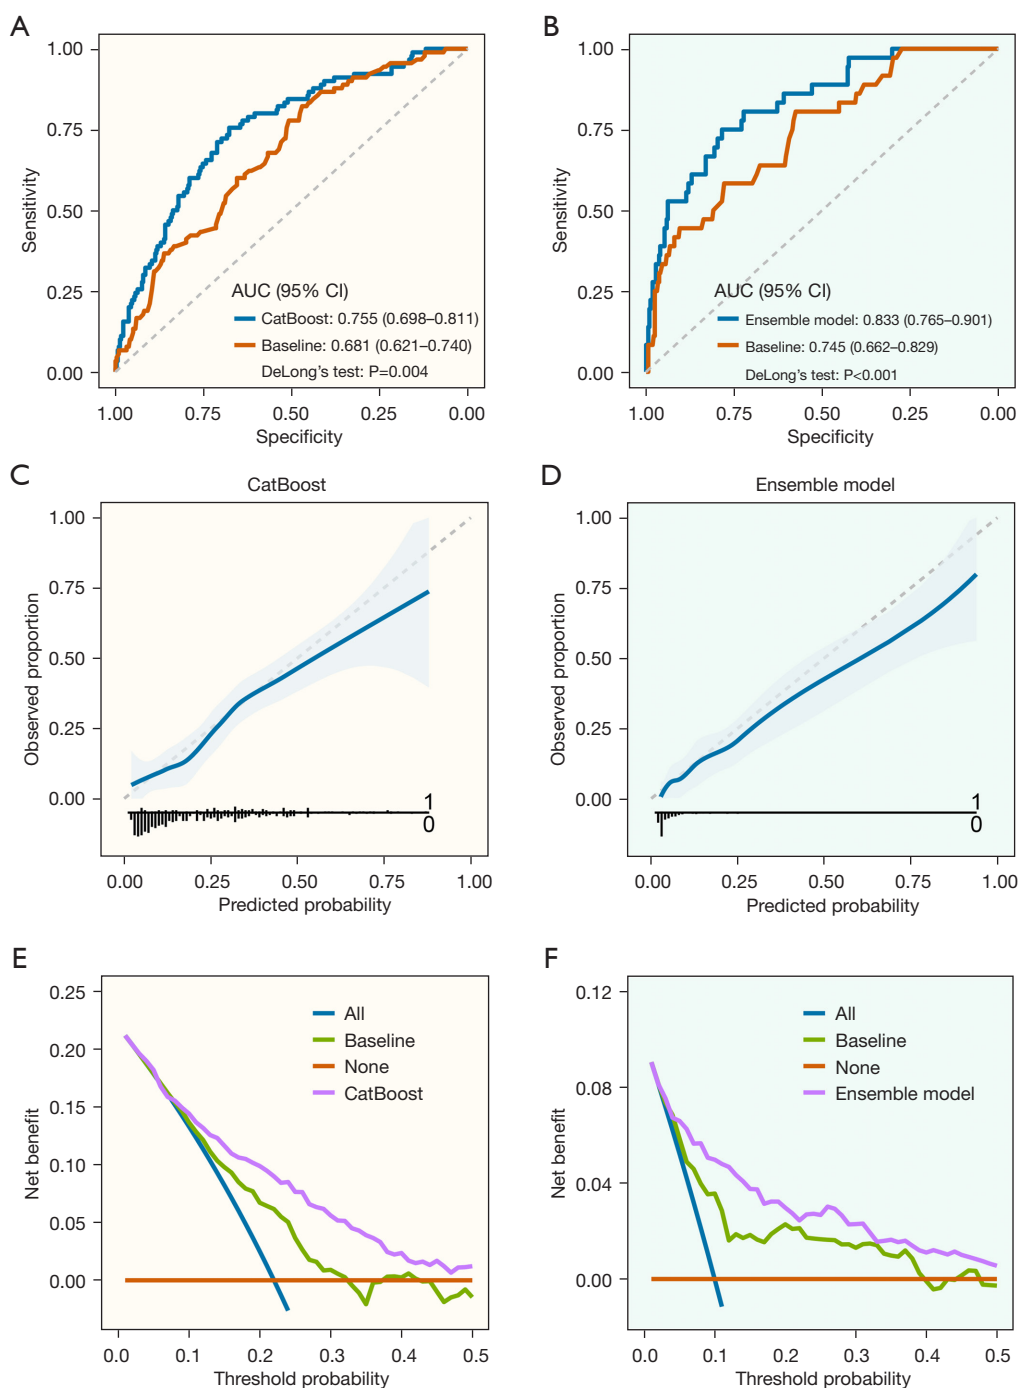 A
1.00
0.75
0.50
0.25
0.00
Sensitivity
AUC (95% CI)
CatBoost: 0.755 (0.698–0.811)
Baseline: 0.681 (0.621–0.740)
DeLong's test: P=0.004
1.00 0.75 0.50 0.25 0.00
Specificity
B
1.00
0.75
0.50
0.25
0.00
Sensitivity
AUC (95% CI)
Ensemble model: 0.833 (0.765–0.901)
Baseline: 0.745 (0.662–0.829)
DeLong's test: P<0.001
1.00 0.75 0.50 0.25 0.00
Specificity
C
CatBoost
1.00
0.75
0.50
0.25
0.00
Observed proportion
1
0
0.00 0.25 0.50 0.75 1.00
Predicted probability
D
Ensemble model
1.00
0.75
0.50
0.25
0.00
Observed proportion
1
0
0.00 0.25 0.50 0.75 1.00
Predicted probability
E
0.25
0.20
0.15
0.10
0.05
0.00
Net benefit
All
Baseline
None
CatBoost
0.0 0.1 0.2 0.3 0.4 0.5
Threshold probability
F
0.12
0.08
0.04
0.00
Net benefit
All
Baseline
None
Ensemble model
0.0 0.1 0.2 0.3 0.4 0.5
Threshold probability